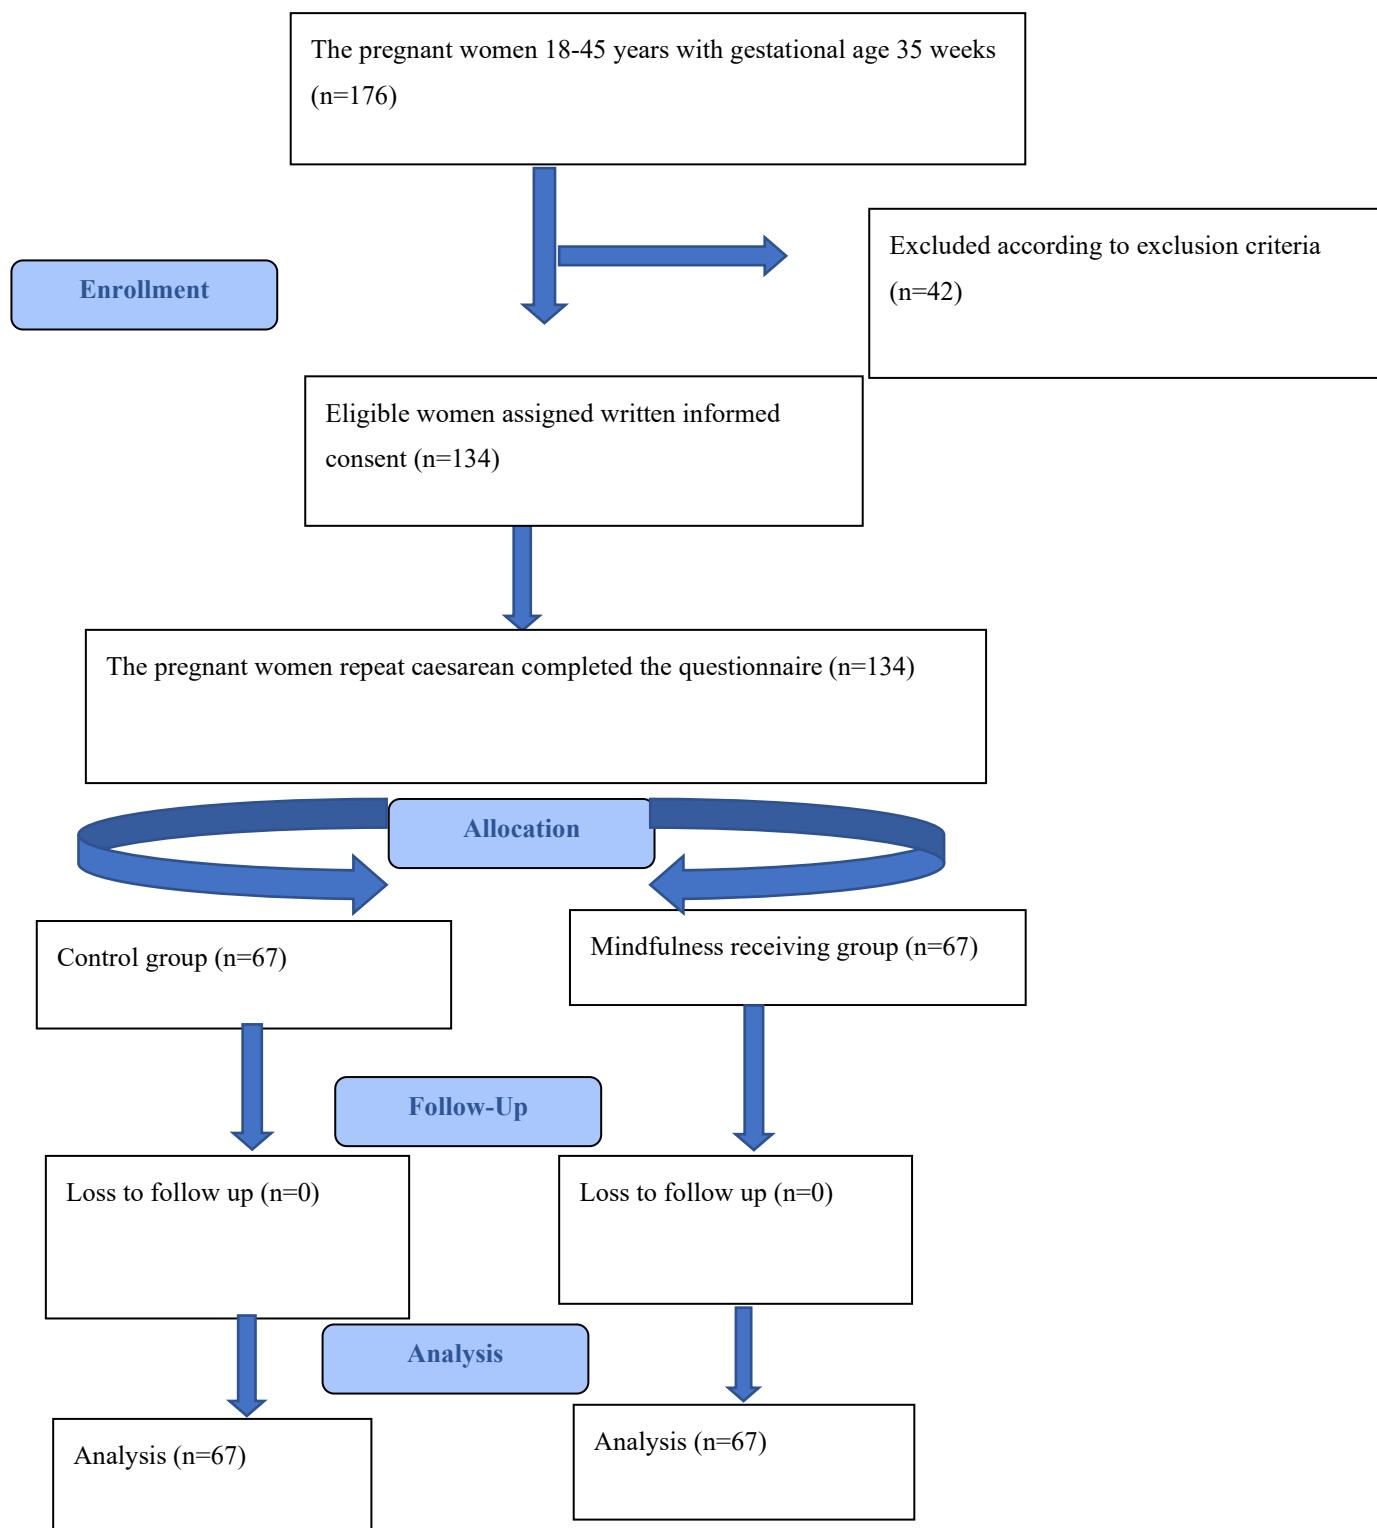 The pregnant women 18-45 years with gestational age 35 weeks
(n=176)
Excluded according to exclusion criteria
(n=42)
Enrollment
Eligible women assigned written informed
consent (n=134)
The pregnant women repeat caesarean completed the questionnaire (n=134)
Allocation
Control group (n=67)
Mindfulness receiving group (n=67)
Follow-Up
Loss to follow up (n=0)
Loss to follow up (n=0)
Analysis
Analysis (n=67)
Analysis (n=67)